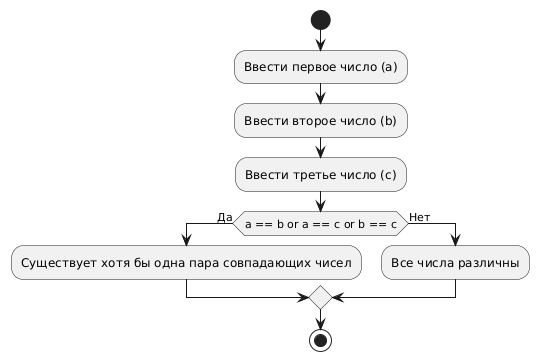 Ввести первое число (a)
Ввести второе число (b)
Ввести третье число (c)
Да
a == b or a == c or b == c
Нет
Существует хотя бы одна пара совпадающих чисел
Все числа различны